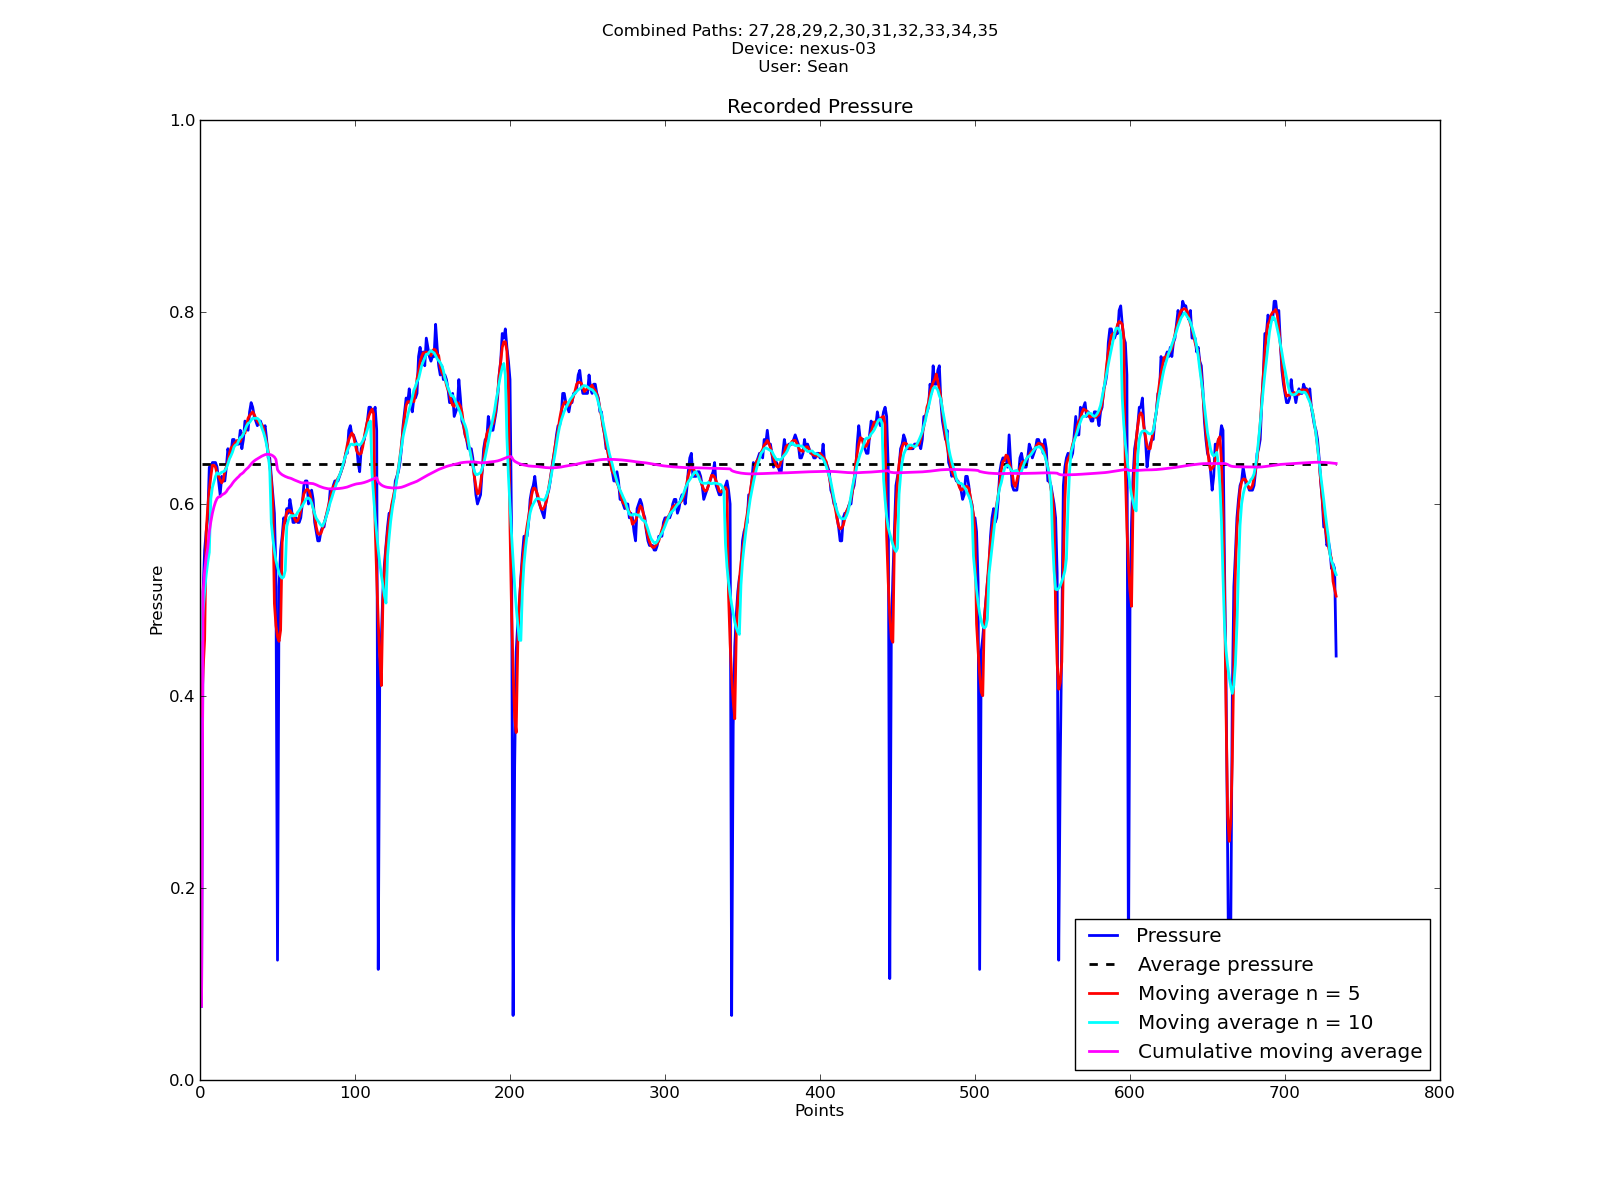 Combined Paths: 27,28,29,2,30,31,32,33,34,35
Device: nexus-03
User: Sean
Recorded Pressure
1.0
0.8
0.6
0.4
0.2
0.0
Pressure
Pressure
Average pressure
Moving average n = 5
Moving average n = 10
Cumulative moving average
0 100 200 300 400 500 600 700 800
Points